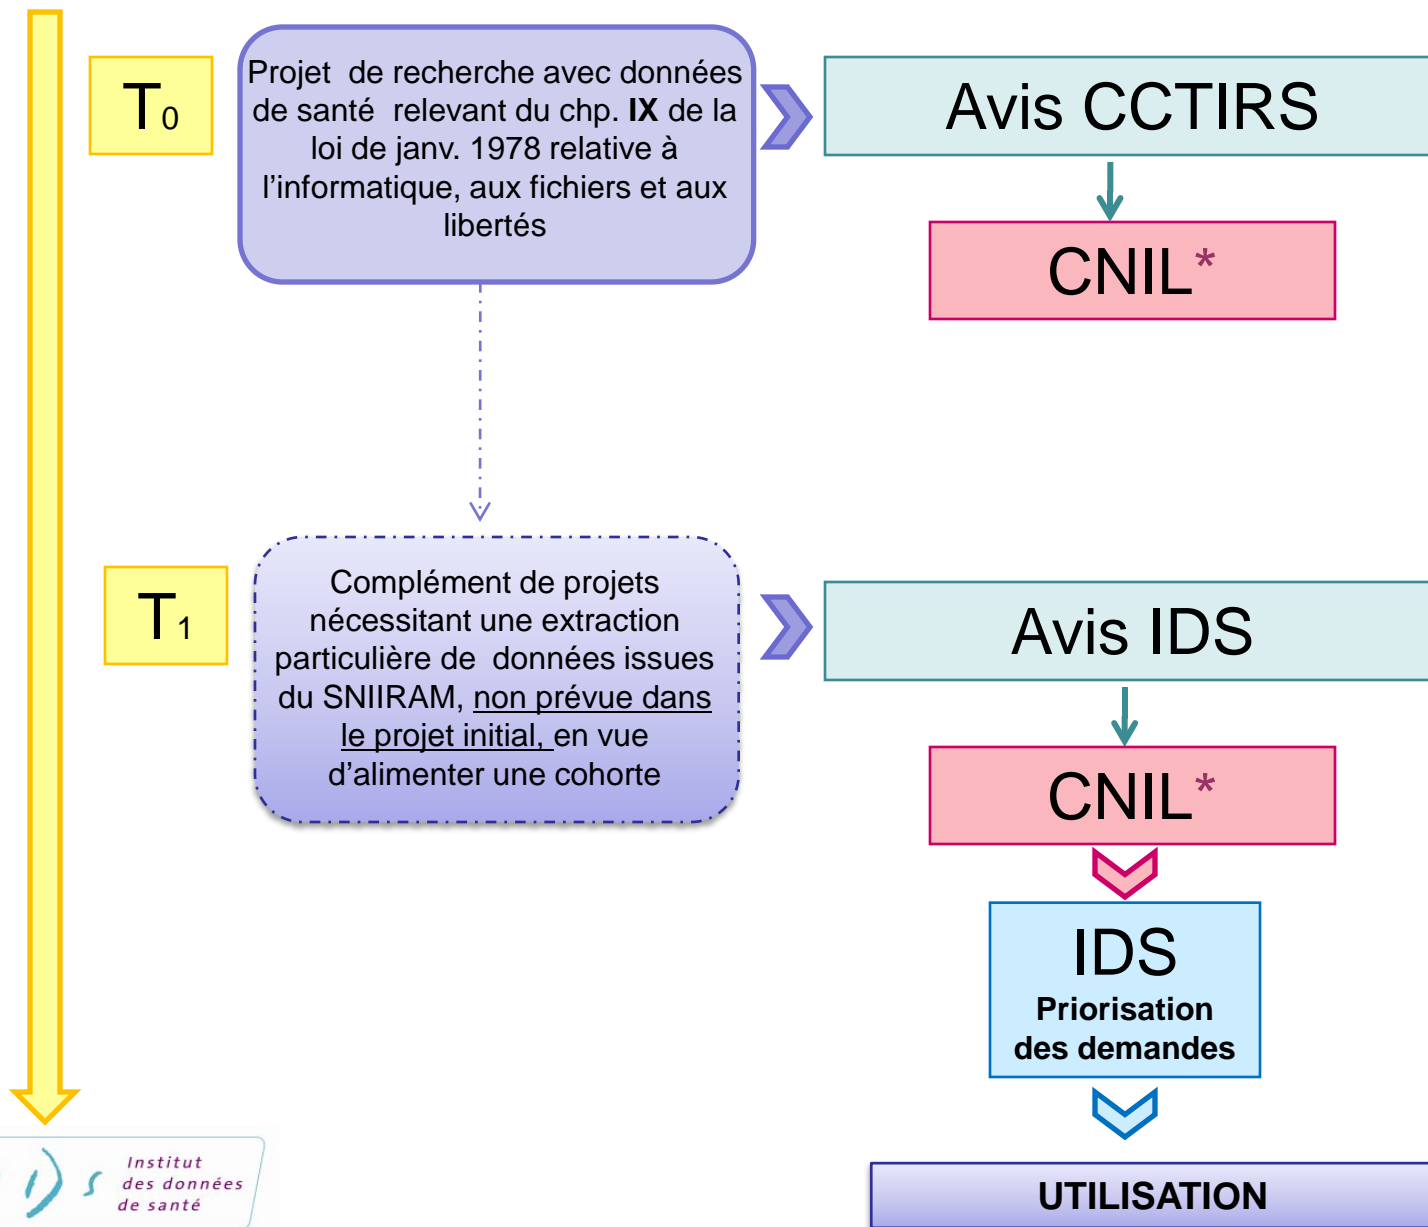 T0
Projet de recherche avec données
de santé relevant du chp. IX de la
loi de janv. 1978 relative à
l’informatique, aux fichiers et aux
libertés
Avis CCTIRS
CNIL*
T1
Complément de projets
nécessitant une extraction
particulière de données issues
du SNIIRAM, non prévue dans
le projet initial, en vue
d’alimenter une cohorte
Avis IDS
CNIL*
IDS
Priorisation
des demandes
UTILISATION
Institut
des données
de santé